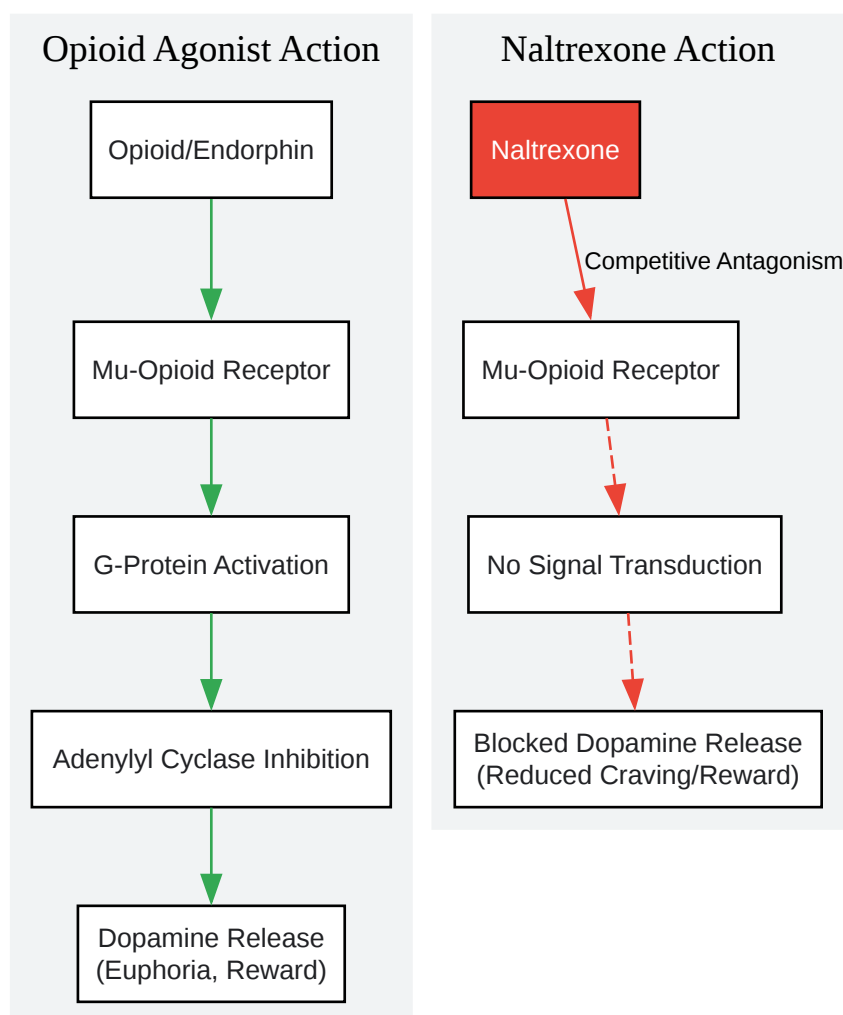 Opioid Agonist Action
Opioid/Endorphin
Mu-Opioid Receptor
G-Protein Activation
Adenylyl Cyclase Inhibition
Dopamine Release
(Euphoria, Reward)
Naltrexone Action
Naltrexone
Competitive Antagonism
Mu-Opioid Receptor
No Signal Transduction
Blocked Dopamine Release
(Reduced Craving/Reward)